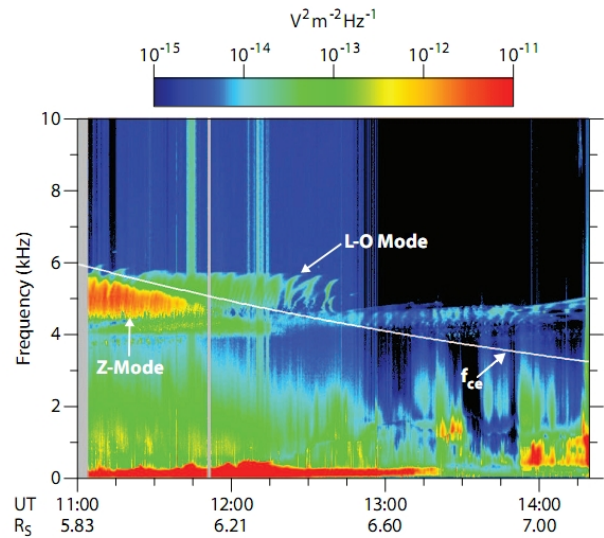 V²m⁻²Hz⁻¹
10⁻¹⁵ 10⁻¹⁴ 10⁻¹³ 10⁻¹² 10⁻¹¹
10
8
L-O Mode
6
Frequency (kHz)
4
Z-Mode
f_ce
2
0
UT 11:00 12:00 13:00 14:00
R_S 5.83 6.21 6.60 7.00